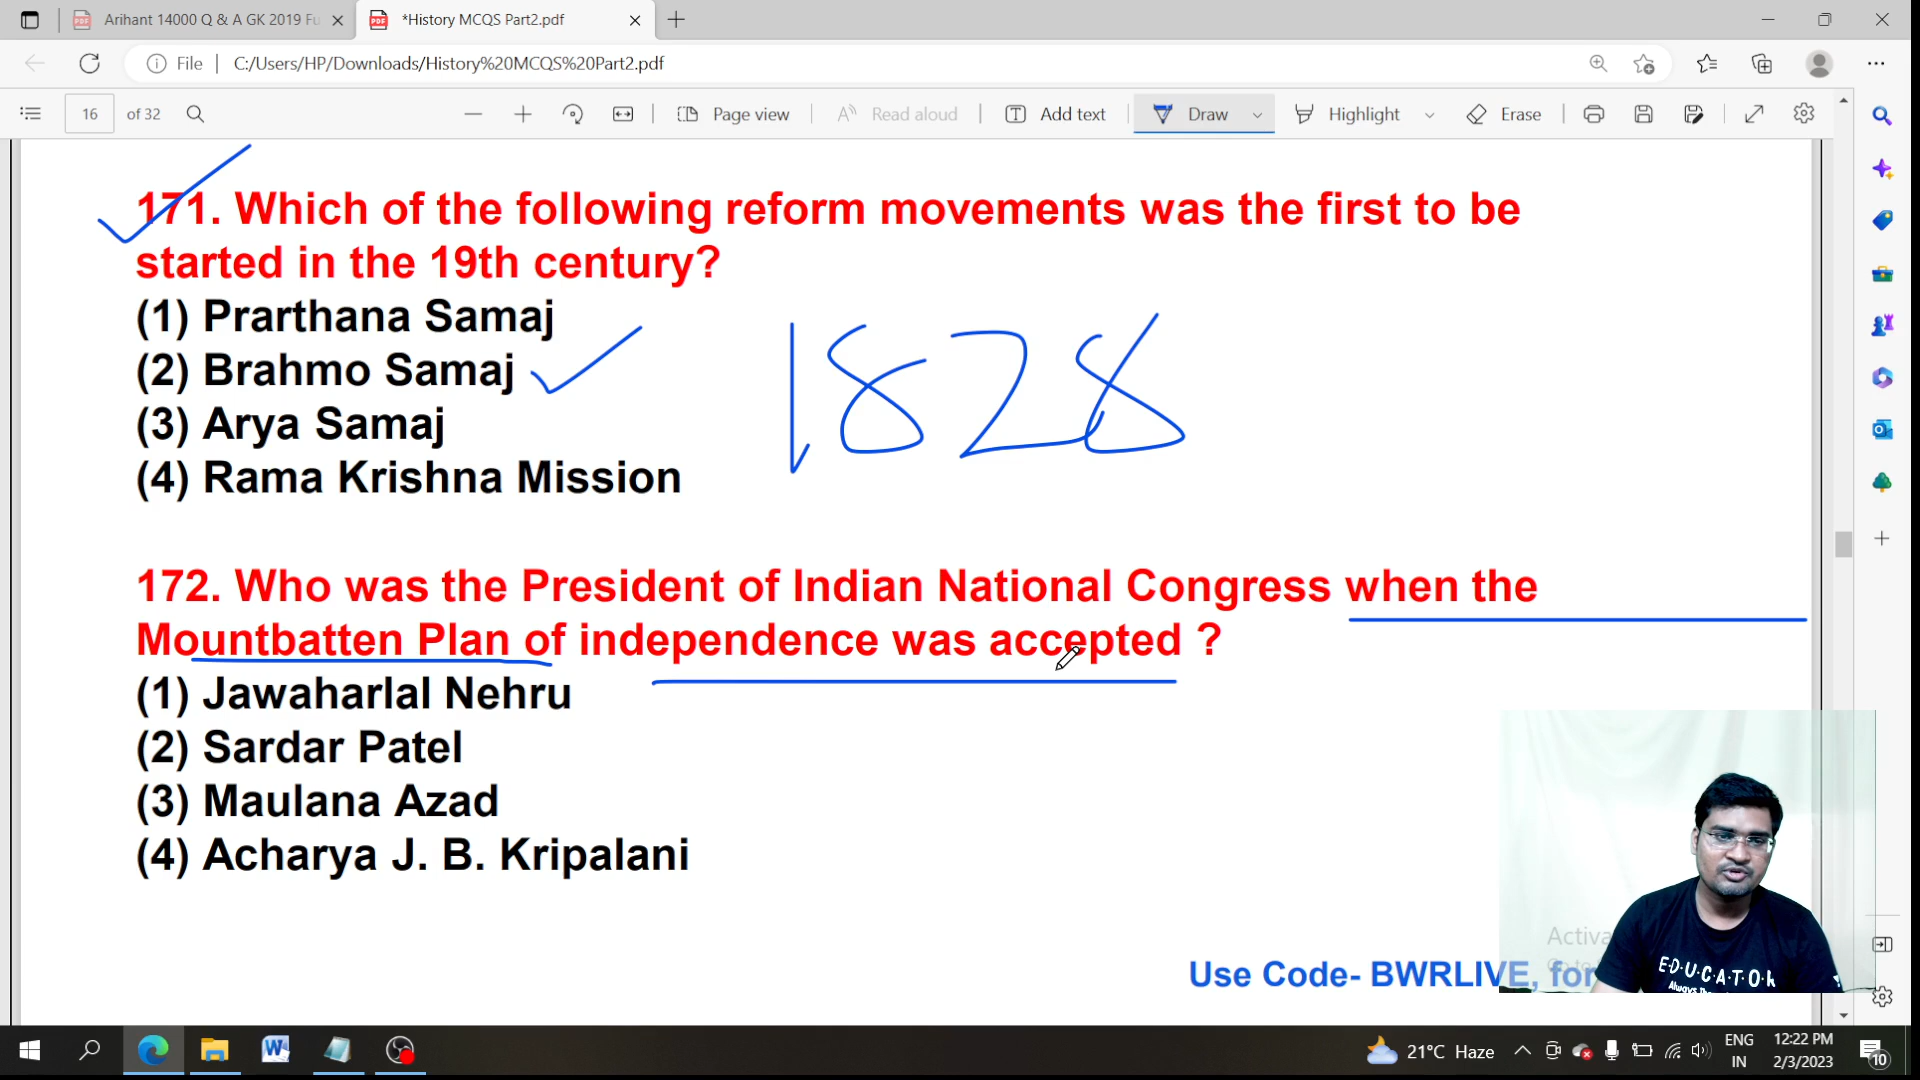 Arihant 14000 Q & A GK 2019 Fu
*History MCQS Part2.pdf
File
C:/Users/HP/Downloads/History%20MCQS%20Part2.pdf
16 of 32
Page view
Read aloud
Add text
Draw
Highlight
Erase
171. Which of the following reform movements was the first to be
started in the 19th century?
(1) Prarthana Samaj
(2) Brahmo Samaj
(3) Arya Samaj
(4) Rama Krishna Mission
1828
172. Who was the President of Indian National Congress when the
Mountbatten Plan of independence was accepted ?
(1) Jawaharlal Nehru
(2) Sardar Patel
(3) Maulana Azad
(4) Acharya J. B. Kripalani
Activa
Go to
Use Code- BWRLIVE, for
E·D·U·C·A·T·O·R
Always
21°C Haze
ENG
IN
12:22 PM
2/3/2023
10